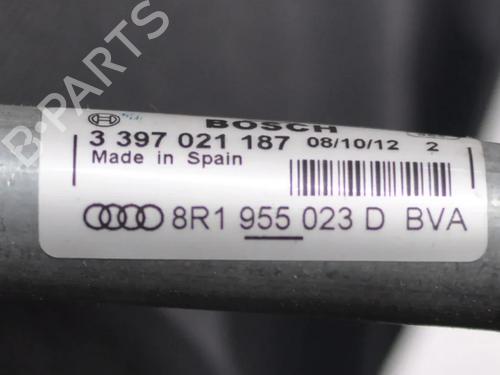 BOSCH
3 397 021 187 08/10/12 2
Made in Spain
8R1 955 023 D BVA
B-PARTS